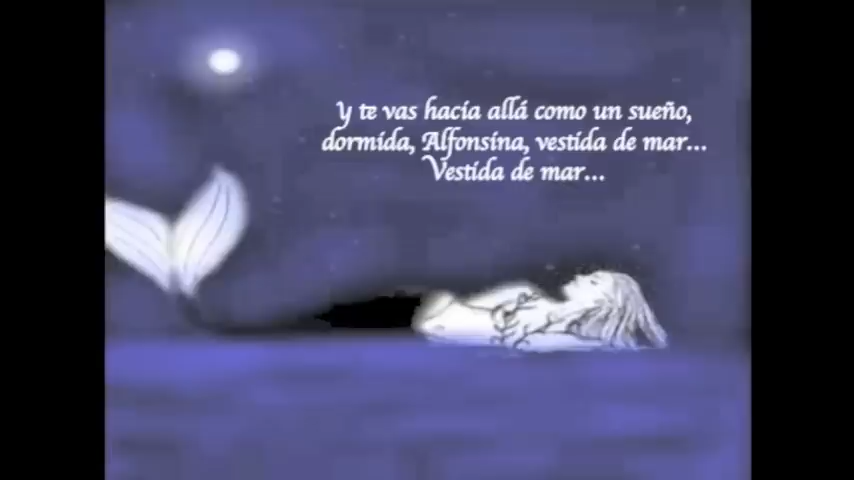 Y te vas hacia allá como un sueño,
dormida, Alfonsina, vestida de mar...
Vestida de mar...